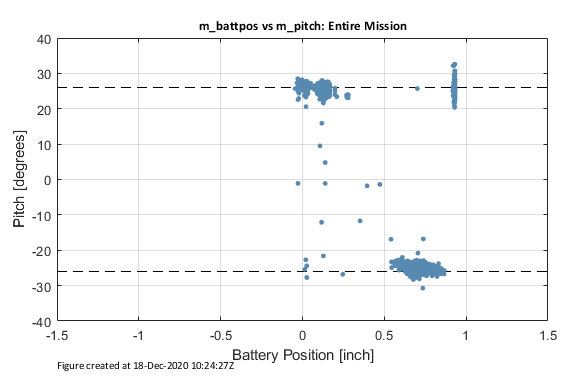 m_battpos vs m_pitch: Entire Mission
40
30
20
10
0
-10
-20
-30
-40
Pitch [degrees]
-1.5 -1 -0.5 0 0.5 1 1.5
Battery Position [inch]
Figure created at 18-Dec-2020 10:24:27Z